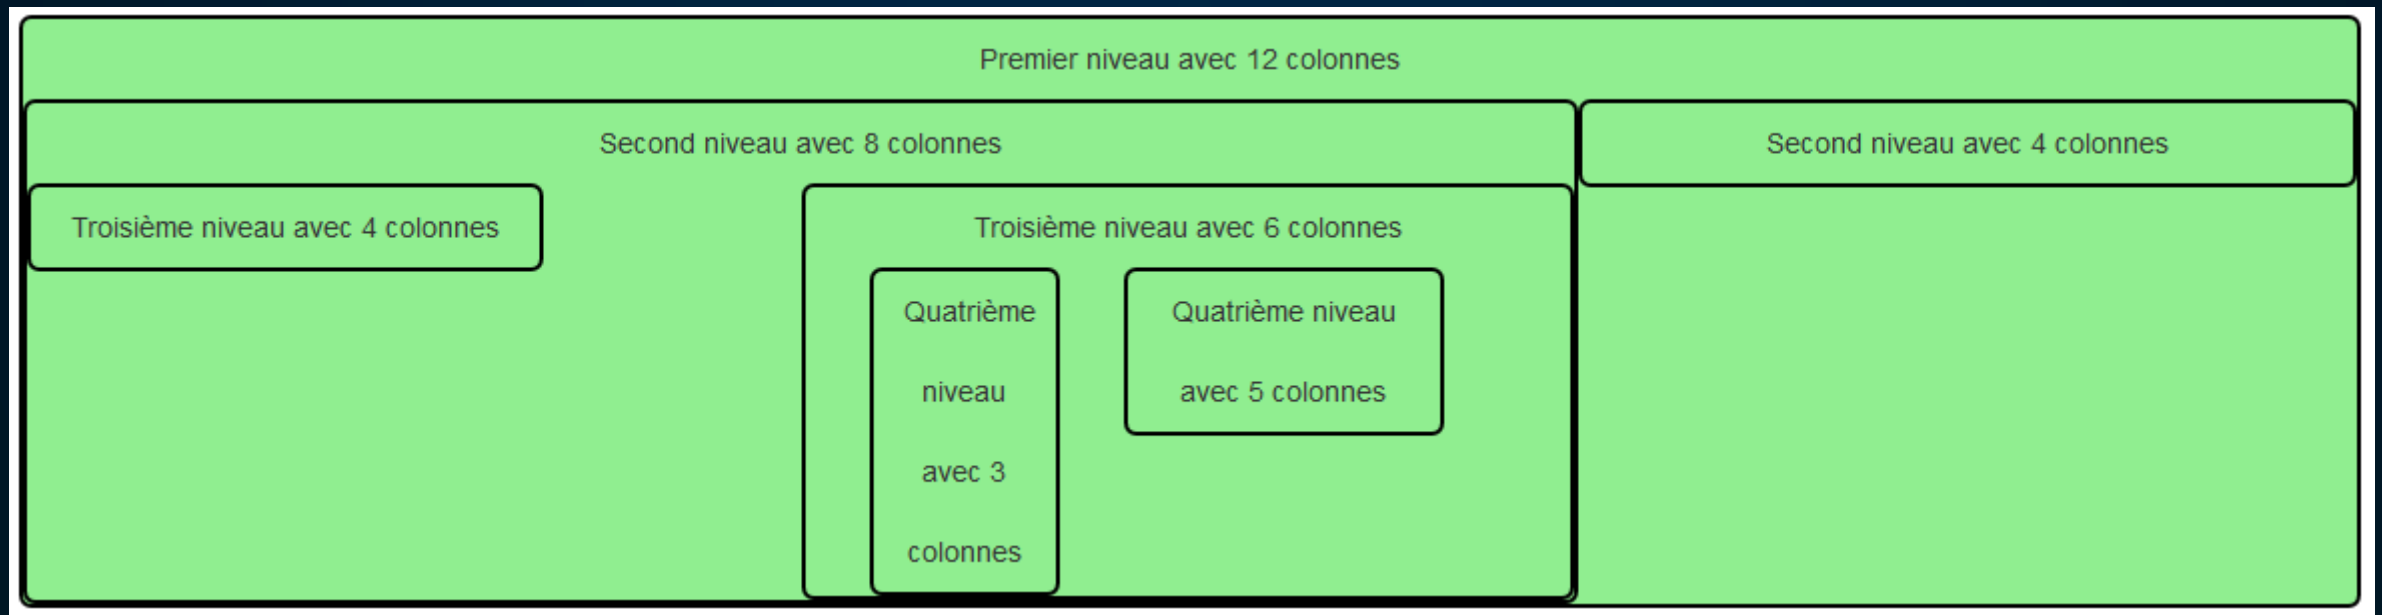 Premier niveau avec 12 colonnes
Second niveau avec 8 colonnes
Second niveau avec 4 colonnes
Troisième niveau avec 4 colonnes
Troisième niveau avec 6 colonnes
Quatrième
niveau
avec 3
colonnes
Quatrième niveau
avec 5 colonnes